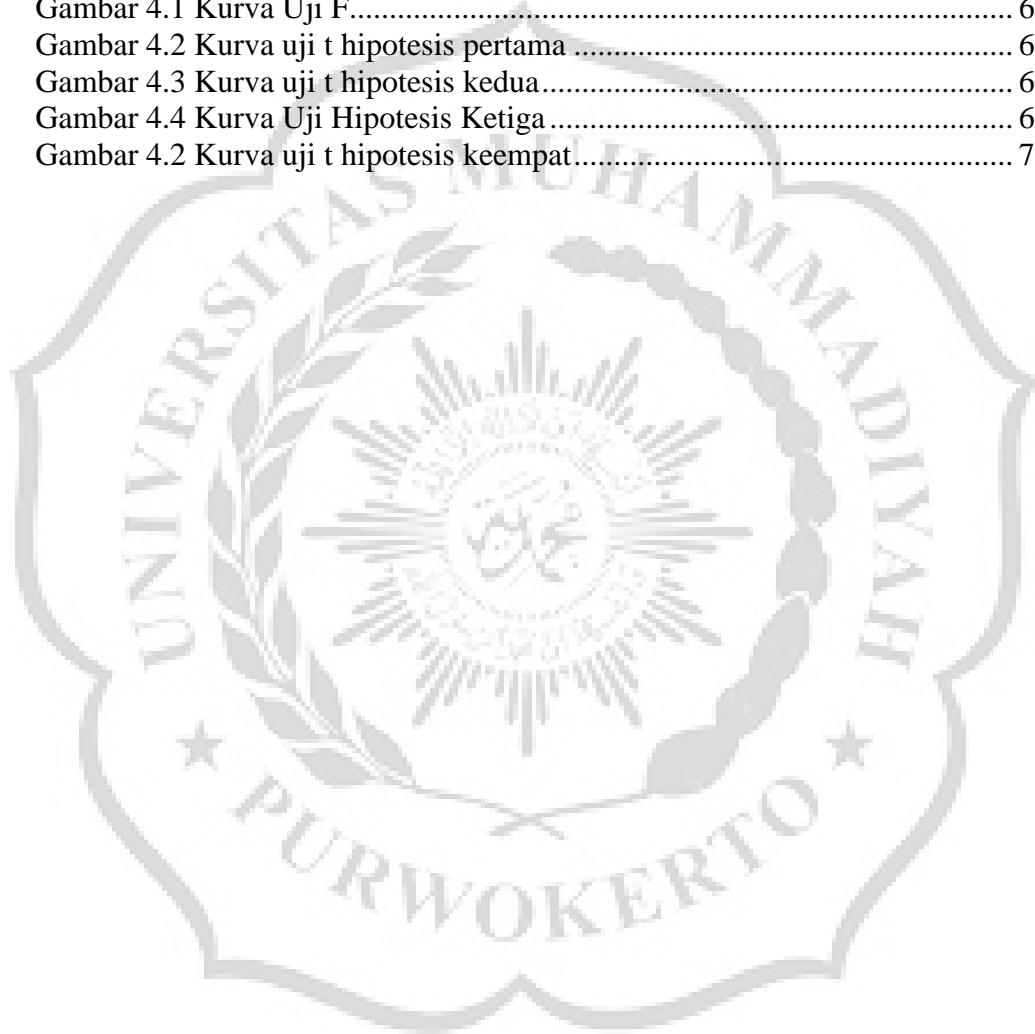 Gambar 4.1 Kurva Uji F.......................................................................... 6
Gambar 4.2 Kurva uji t hipotesis pertama ................................................ 6
Gambar 4.3 Kurva uji t hipotesis kedua.................................................... 6
Gambar 4.4 Kurva Uji Hipotesis Ketiga ................................................... 6
Gambar 4.2 Kurva uji t hipotesis keempat................................................ 7
UNIVERSITAS MUHAMMADIYAH
PURWOKERTO